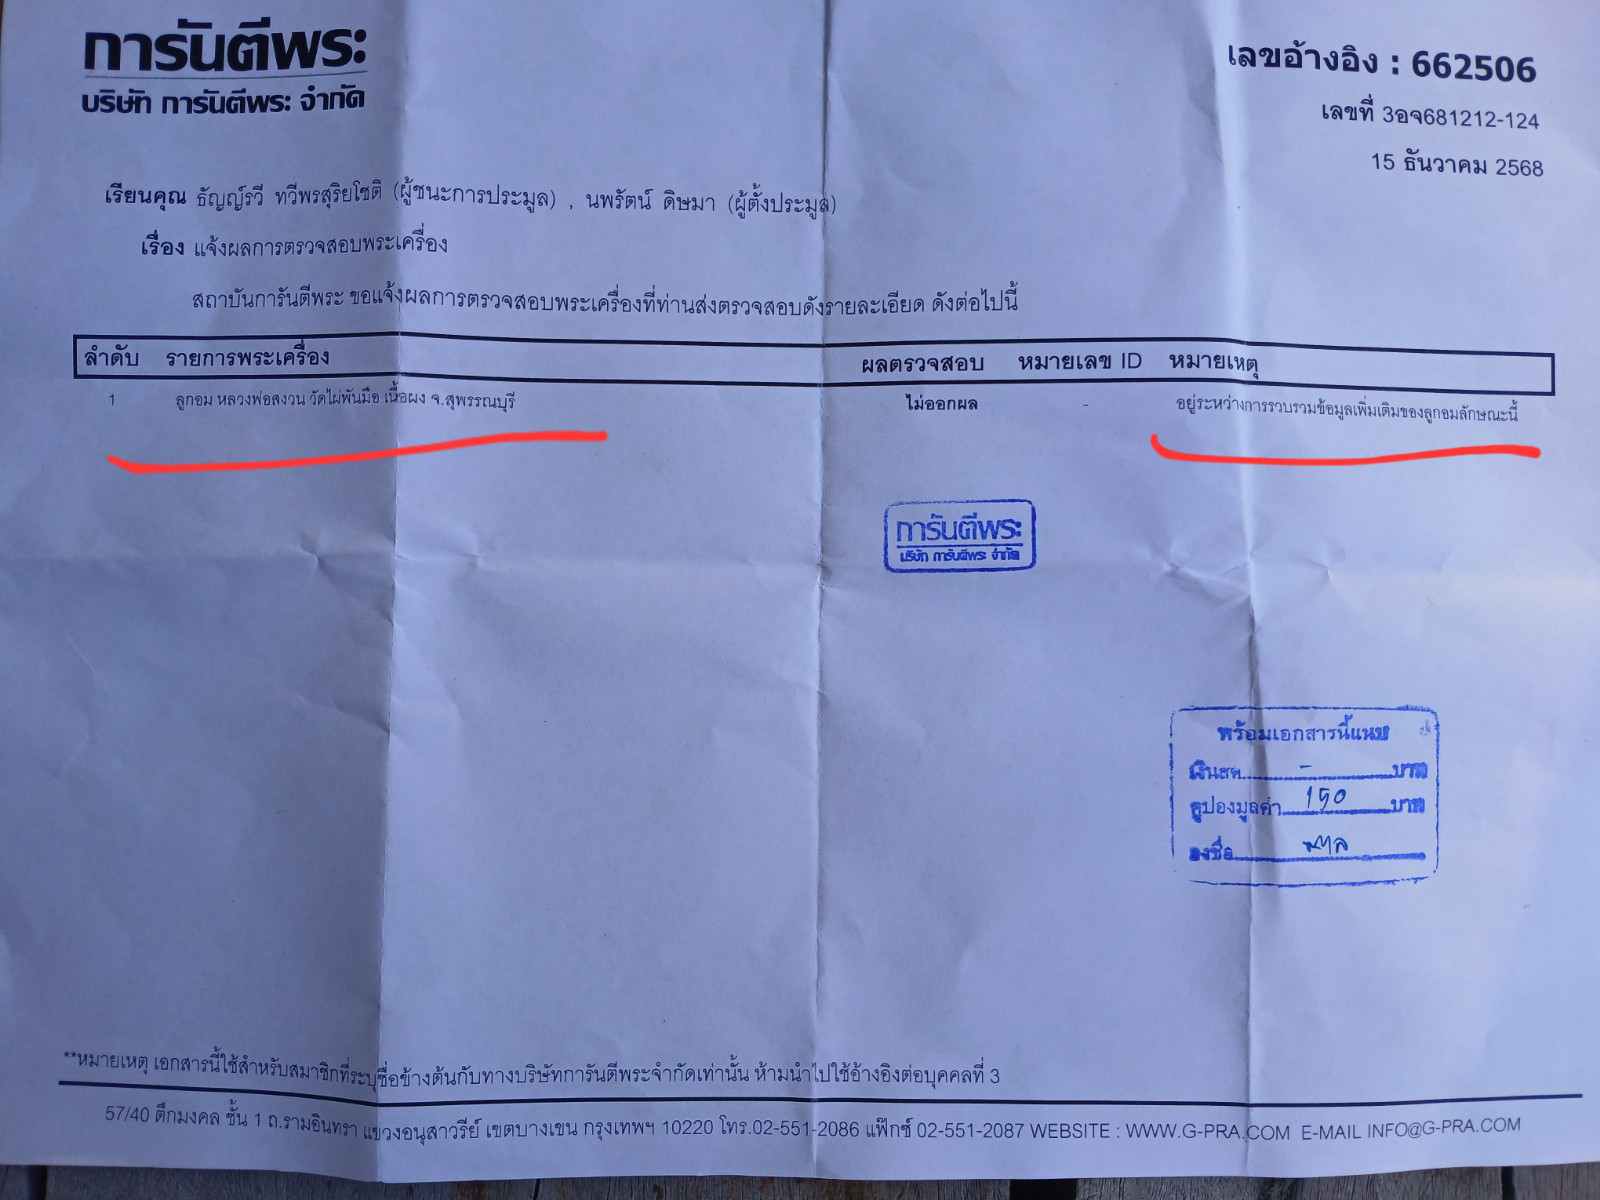 การันตีพระ
บริษัท การันตีพระ จำกัด
เลขอ้างอิง : 662506
เลขที่ 3อจ681212-124
15 ธันวาคม 2568
เรียนคุณ ธัญญ์รวี ทวีพรสุริยโชติ (ผู้ชนะการประมูล) , นพรัตน์ ดิษมา (ผู้ตั้งประมูล)
เรื่อง แจ้งผลการตรวจสอบพระเครื่อง
สถาบันการันตีพระ ขอแจ้งผลการตรวจสอบพระเครื่องที่ท่านส่งตรวจสอบดังรายละเอียด ดังต่อไปนี้
ลำดับ รายการพระเครื่อง ผลตรวจสอบ หมายเลข ID หมายเหตุ
1 ลูกอม หลวงพ่อสงวน วัดไผ่พันมือ เนื้อผง จ.สุพรรณบุรี ไม่ออกผล - อยู่ระหว่างการรวบรวมข้อมูลเพิ่มเติมของลูกอมลักษณะนี้
การันตีพระ
บริษัท การันตีพระ จำกัด
พร้อมเอกสารนี้แนบ
เงินสด - บาท
คูปองมูลค่า 150 บาท
ลงชื่อ
**หมายเหตุ เอกสารนี้ใช้สำหรับสมาชิกที่ระบุชื่อข้างต้นกับทางบริษัทการันตีพระจำกัดเท่านั้น ห้ามนำไปใช้อ้างอิงต่อบุคคลที่ 3
57/40 ตึกมงคล ชั้น 1 ถ.รามอินทรา แขวงอนุสาวรีย์ เขตบางเขน กรุงเทพฯ 10220 โทร.02-551-2086 แฟ๊กซ์ 02-551-2087 WEBSITE : WWW.G-PRA.COM E-MAIL INFO@G-PRA.COM